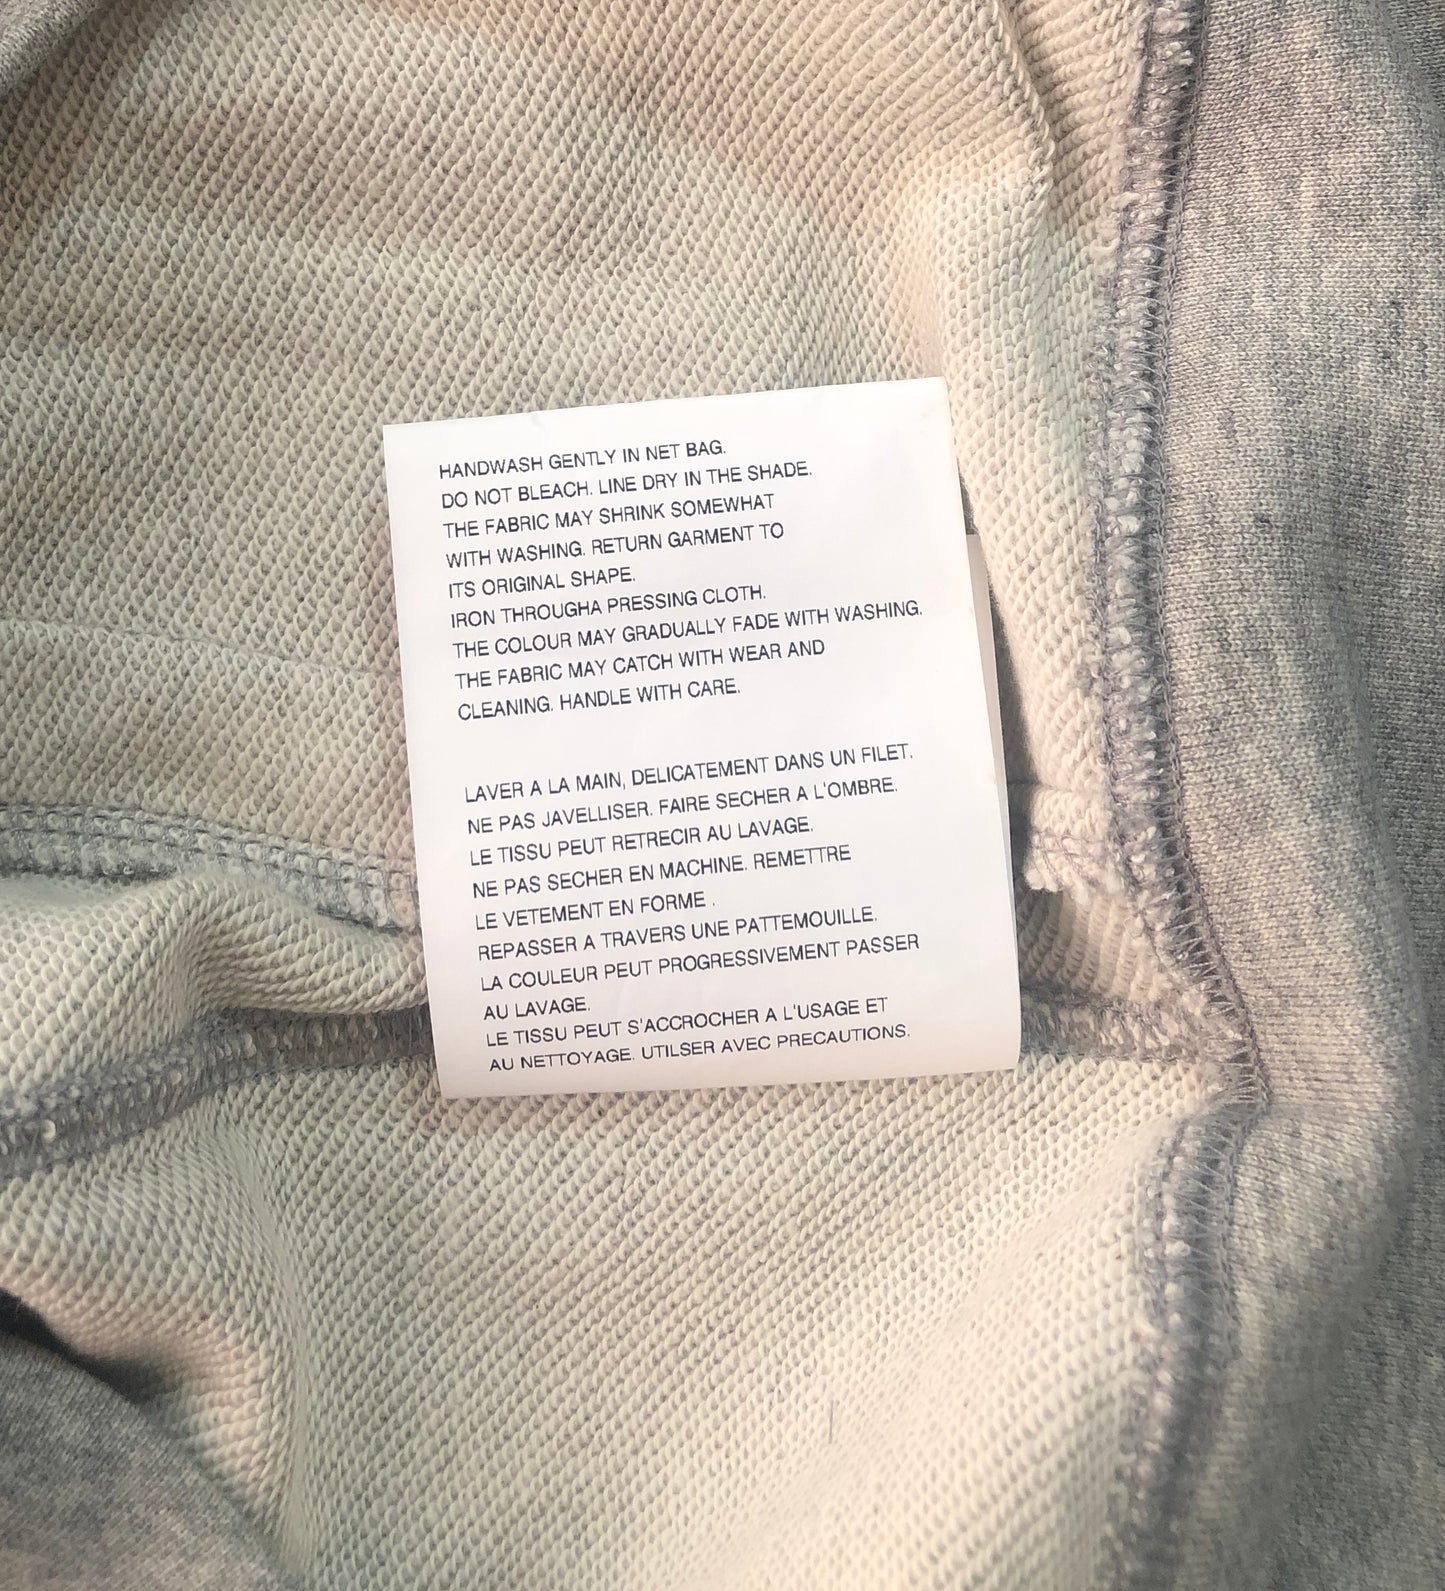 HANDWASH GENTLY IN NET BAG.
DO NOT BLEACH. LINE DRY IN THE SHADE.
THE FABRIC MAY SHRINK SOMEWHAT
WITH WASHING. RETURN GARMENT TO
ITS ORIGINAL SHAPE.
IRON THROUGHA PRESSING CLOTH.
THE COLOUR MAY GRADUALLY FADE WITH WASHING.
THE FABRIC MAY CATCH WITH WEAR AND
CLEANING. HANDLE WITH CARE.
LAVER A LA MAIN, DELICATEMENT DANS UN FILET.
NE PAS JAVELLISER. FAIRE SECHER A L'OMBRE.
LE TISSU PEUT RETRECIR AU LAVAGE.
NE PAS SECHER EN MACHINE. REMETTRE
LE VETEMENT EN FORME .
REPASSER A TRAVERS UNE PATTEMOUILLE.
LA COULEUR PEUT PROGRESSIVEMENT PASSER
AU LAVAGE.
LE TISSU PEUT S'ACCROCHER A L'USAGE ET
AU NETTOYAGE. UTILSER AVEC PRECAUTIONS.